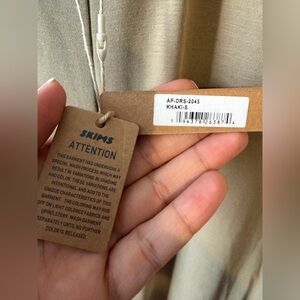 AP-DRS-2045
KHAKI-S
SKIMS
ATTENTION
THIS GARMENT HAS UNDERGONE A
SPECIAL WASH PROCESS WHICH MAY
RESULT IN VARIATIONS IN SHADING
AND COLOR. THESE VARIATIONS ARE
INTENTIONAL AND ADD TO THE
UNIQUE CHARACTERISTICS OF THIS
GARMENT. THE COLORING MAY RUB
OFF ON LIGHT COLORED FABRICS AND
UPHOLSTERY. WASH GARMENT
SEPARATELY UNTIL NO FURTHER
COLOR IS RELEASED.